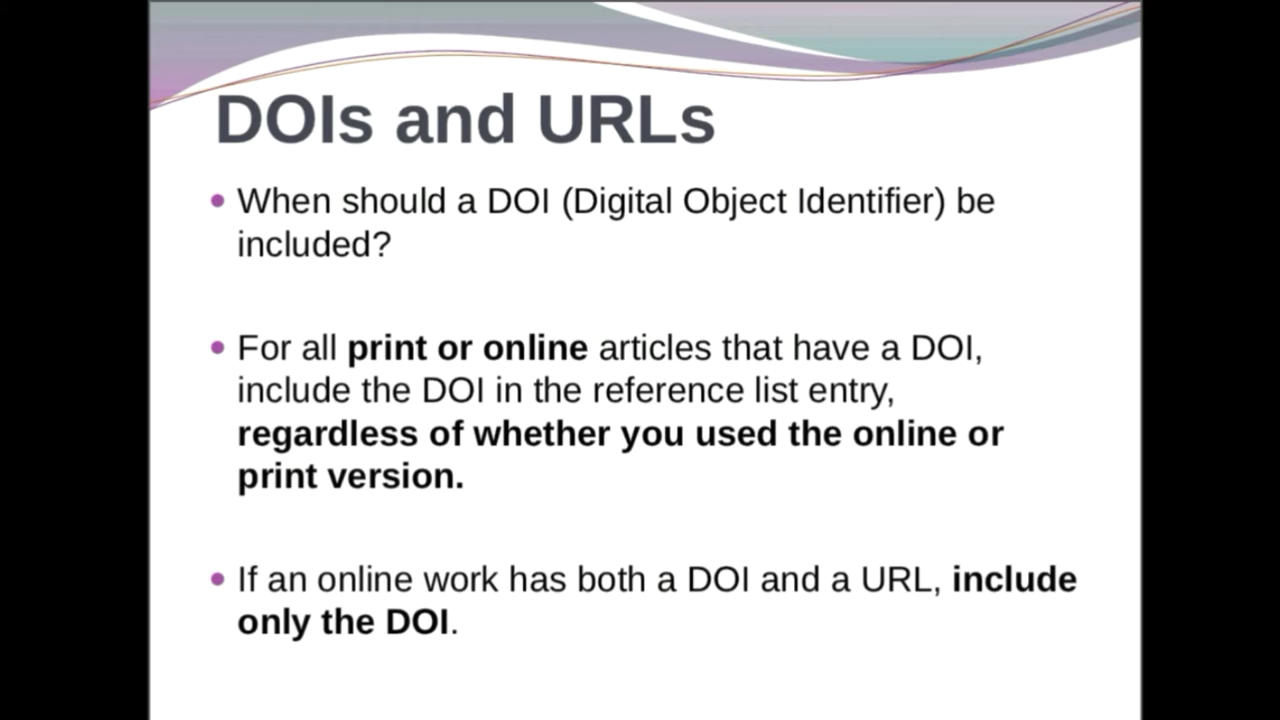 DOIs and URLs
• When should a DOI (Digital Object Identifier) be
included?
• For all print or online articles that have a DOI,
include the DOI in the reference list entry,
regardless of whether you used the online or
print version.
• If an online work has both a DOI and a URL, include
only the DOI.